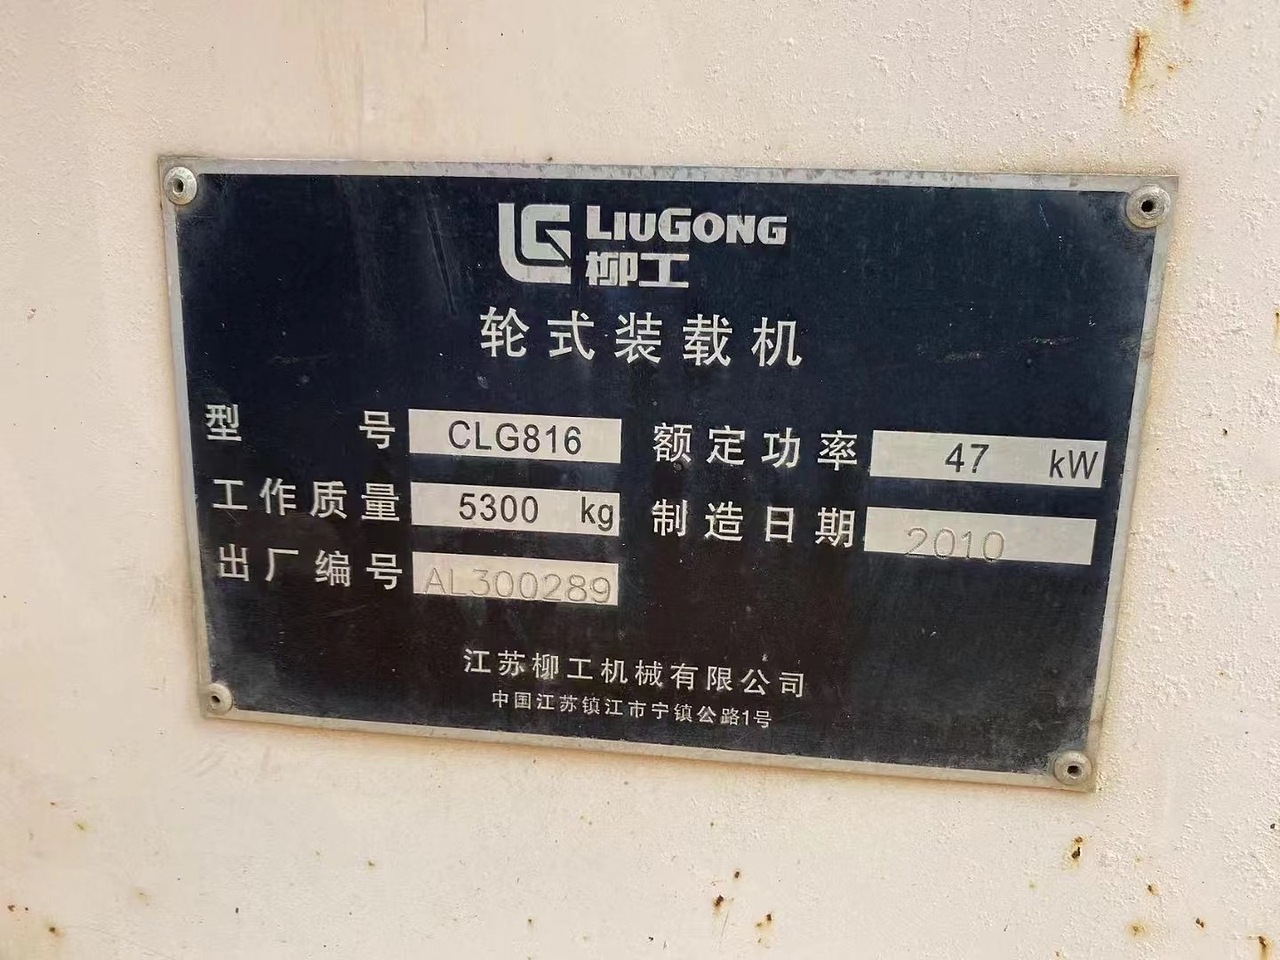 LIUGONG
柳工
轮式装载机
型号 CLG816 额定功率 47 kW
工作质量 5300 kg 制造日期 2010
出厂编号 AL300289
江苏柳工机械有限公司
中国江苏镇江市宁镇公路1号